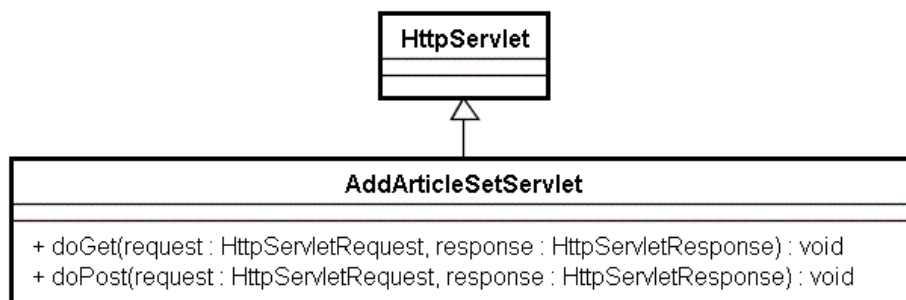 HttpServlet
AddArticleSetServlet
+ doGet(request : HttpServletRequest, response : HttpServletResponse) : void
+ doPost(request : HttpServletRequest, response : HttpServletResponse) : void